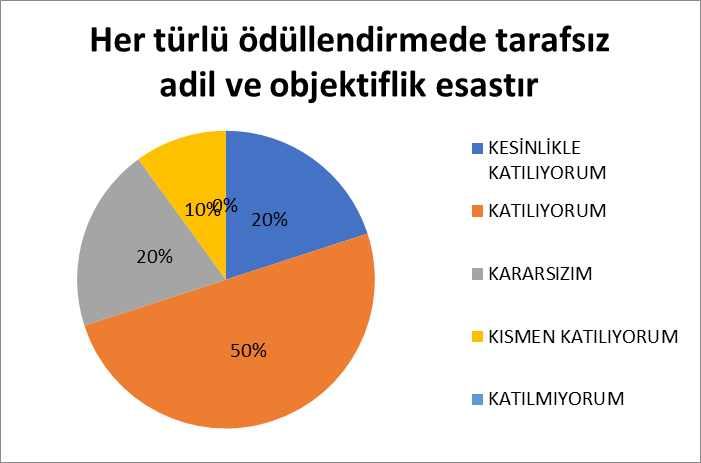 Her türlü ödüllendirmede tarafsız
adil ve objektiflik esastır
20%
50%
20%
10%
0%
KESİNLİKLE
KATILIYORUM
KATILIYORUM
KARARSIZIM
KISMEN KATILIYORUM
KATILMIYORUM